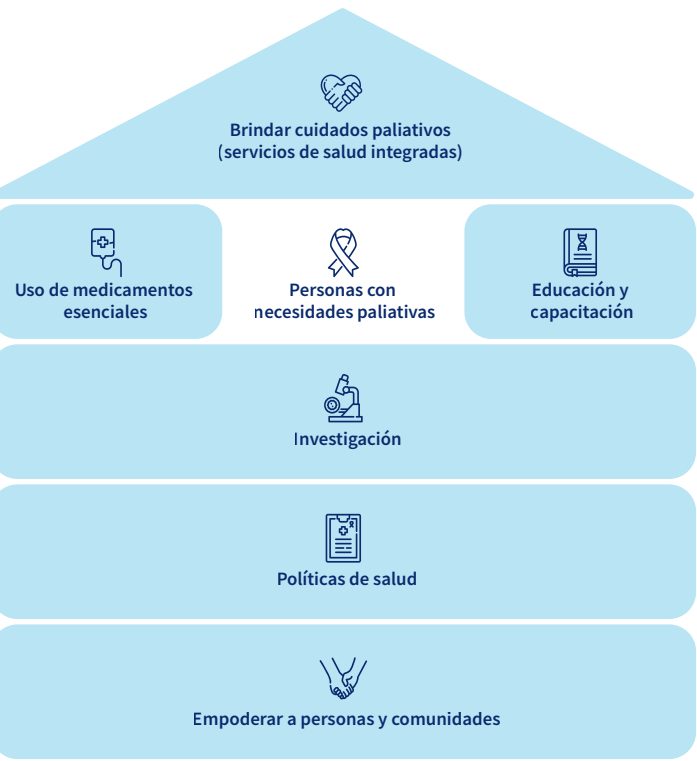 Brindar cuidados paliativos
(servicios de salud integradas)
Uso de medicamentos
esenciales
Personas con
necesidades paliativas
Educación y
capacitación
Investigación
Políticas de salud
Empoderar a personas y comunidades